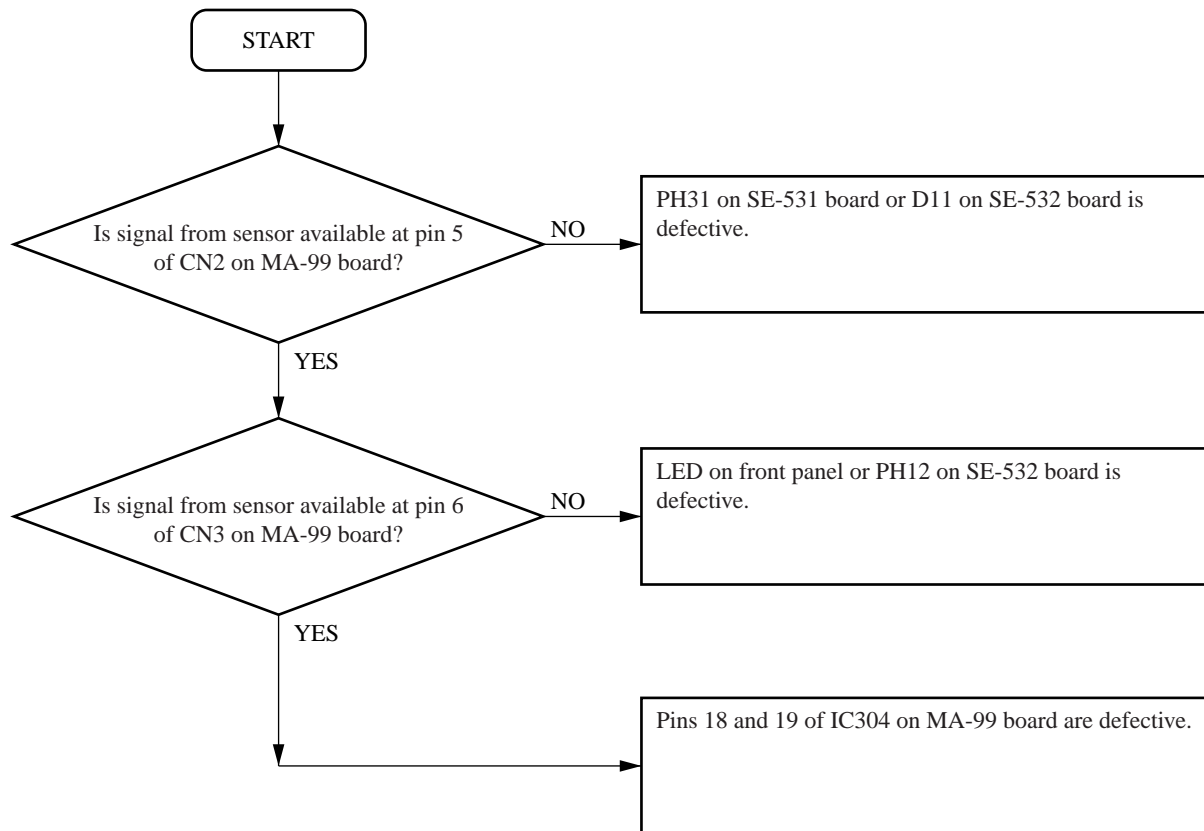 START
Is signal from sensor available at pin 5
of CN2 on MA-99 board?
NO
PH31 on SE-531 board or D11 on SE-532 board is
defective.
YES
Is signal from sensor available at pin 6
of CN3 on MA-99 board?
NO
LED on front panel or PH12 on SE-532 board is
defective.
YES
Pins 18 and 19 of IC304 on MA-99 board are defective.